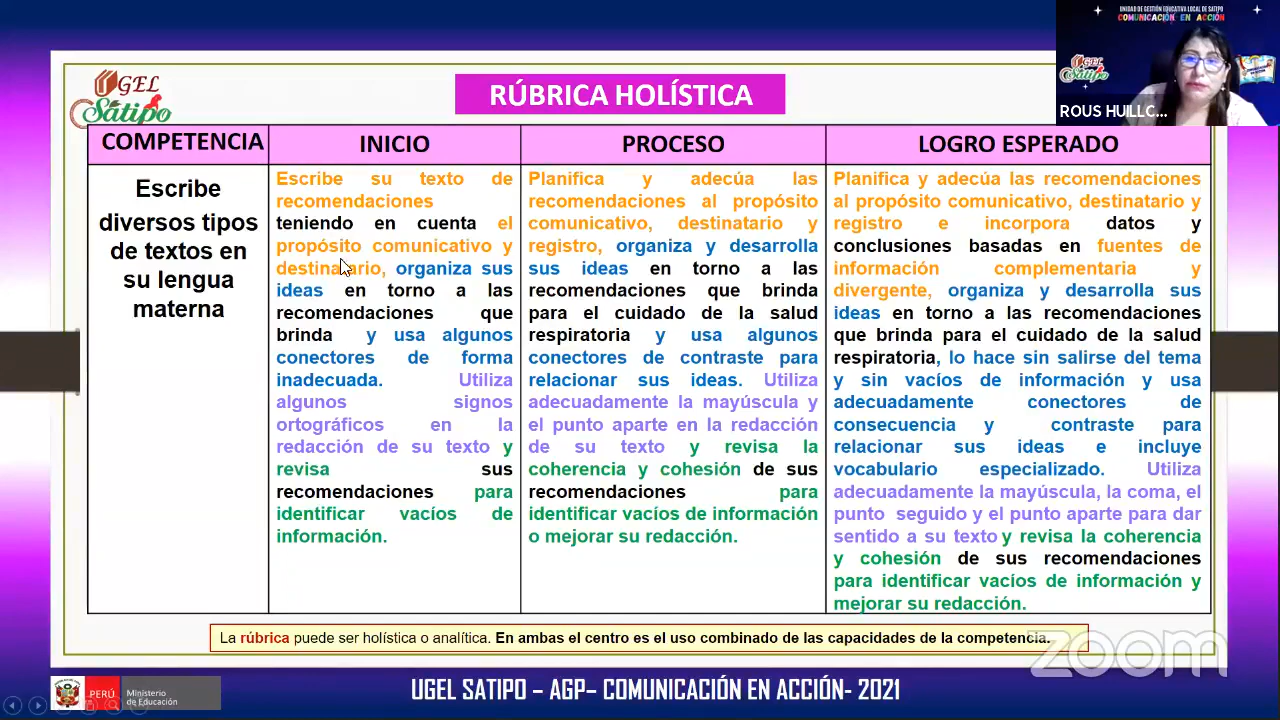 UNIDAD DE GESTIÓN EDUCATIVA LOCAL DE SATIPO
COMUNICACIÓN EN ACCIÓN
UGEL
Satipo
ROUS HUILLC...
UGEL
Satipo
RÚBRICA HOLÍSTICA
COMPETENCIA
INICIO
PROCESO
LOGRO ESPERADO
Escribe
diversos tipos
de textos en
su lengua
materna
Escribe su texto de
recomendaciones
teniendo en cuenta el
propósito comunicativo y
destinatario, organiza sus
ideas en torno a las
recomendaciones que
brinda y usa algunos
conectores de forma
inadecuada. Utiliza
algunos signos
ortográficos en la
redacción de su texto y
revisa sus
recomendaciones para
identificar vacíos de
información.
Planifica y adecúa las
recomendaciones al propósito
comunicativo, destinatario y
registro, organiza y desarrolla
sus ideas en torno a las
recomendaciones que brinda
para el cuidado de la salud
respiratoria y usa algunos
conectores de contraste para
relacionar sus ideas. Utiliza
adecuadamente la mayúscula y
el punto aparte en la redacción
de su texto y revisa la
coherencia y cohesión de sus
recomendaciones para
identificar vacíos de información
o mejorar su redacción.
Planifica y adecúa las recomendaciones
al propósito comunicativo, destinatario y
registro e incorpora datos y
conclusiones basadas en fuentes de
información complementaria y
divergente, organiza y desarrolla sus
ideas en torno a las recomendaciones
que brinda para el cuidado de la salud
respiratoria, lo hace sin salirse del tema
y sin vacíos de información y usa
adecuadamente conectores de
consecuencia y contraste para
relacionar sus ideas e incluye
vocabulario especializado. Utiliza
adecuadamente la mayúscula, la coma, el
punto seguido y el punto aparte para dar
sentido a su texto y revisa la coherencia
y cohesión de sus recomendaciones
para identificar vacíos de información y
mejorar su redacción.
La rúbrica puede ser holística o analítica. En ambas el centro es el uso combinado de las capacidades de la competencia.
zoom
PERÚ
Ministerio
de Educación
UGEL SATIPO – AGP– COMUNICACIÓN EN ACCIÓN- 2021